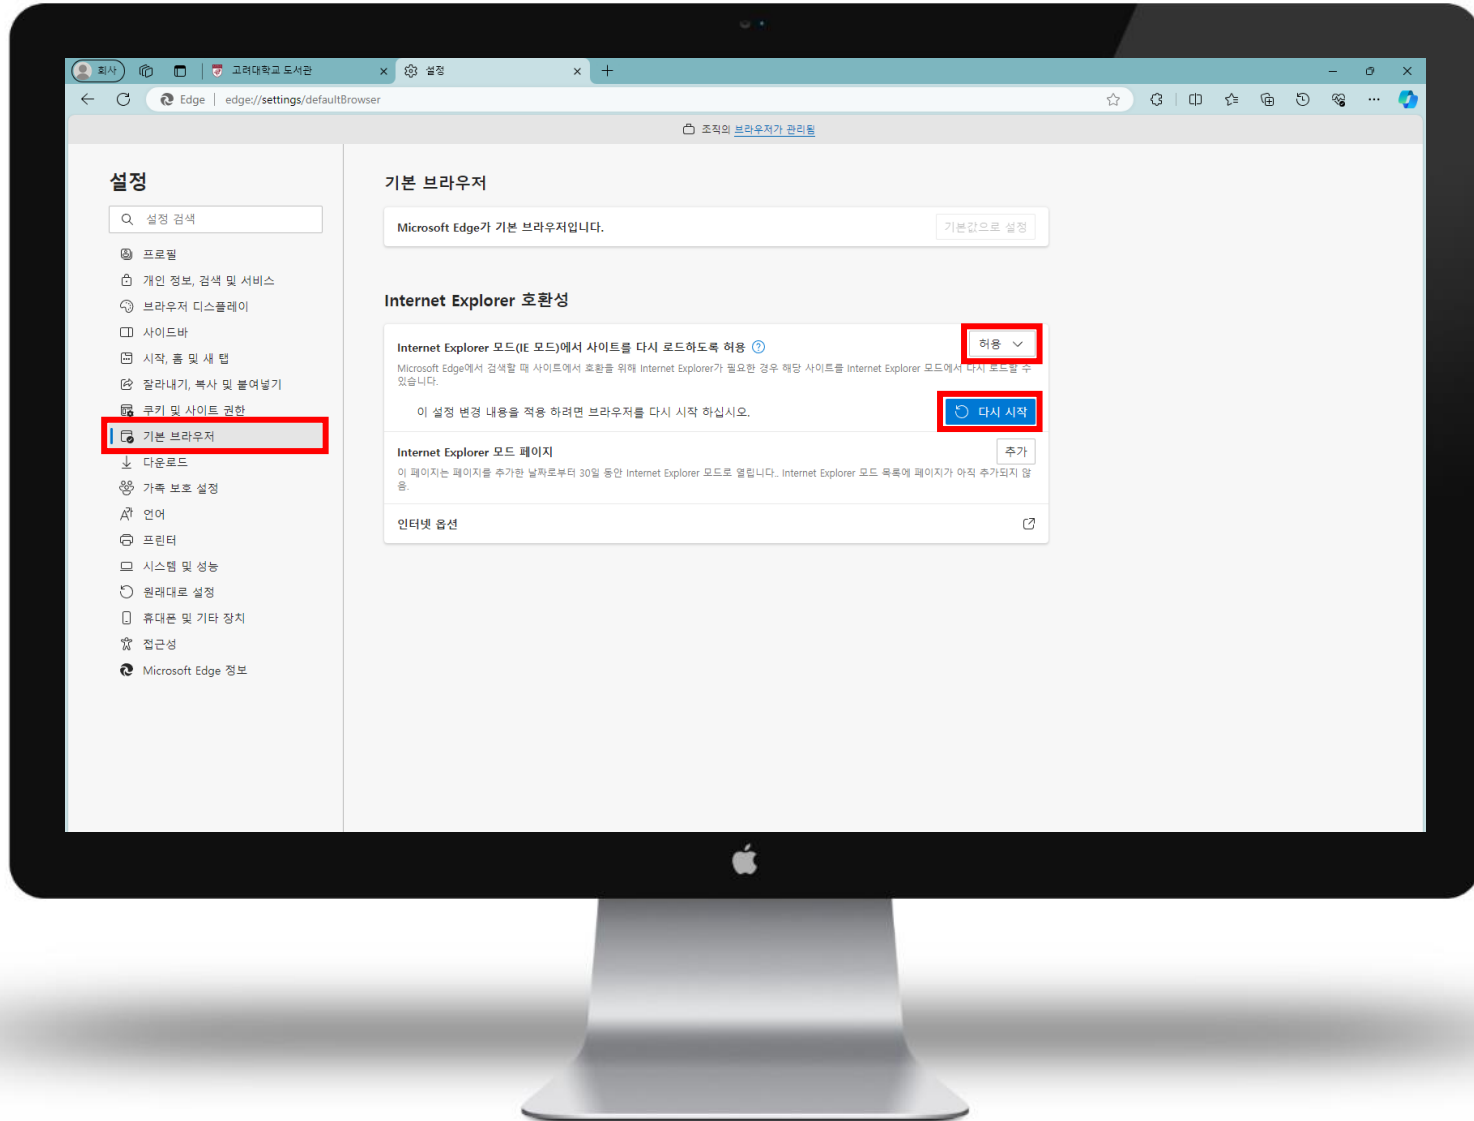 회사
고려대학교 도서관
설정
Edge
edge://settings/defaultBrowser
조직의 브라우저가 관리됨
설정
설정 검색
프로필
개인 정보, 검색 및 서비스
브라우저 디스플레이
사이드바
시작, 홈 및 새 탭
잘라내기, 복사 및 붙여넣기
쿠키 및 사이트 권한
기본 브라우저
다운로드
가족 보호 설정
언어
프린터
시스템 및 성능
원래대로 설정
휴대폰 및 기타 장치
접근성
Microsoft Edge 정보
기본 브라우저
Microsoft Edge가 기본 브라우저입니다.
기본값으로 설정
Internet Explorer 호환성
Internet Explorer 모드(IE 모드)에서 사이트를 다시 로드하도록 허용
허용
Microsoft Edge에서 검색할 때 사이트에서 호환을 위해 Internet Explorer가 필요한 경우 해당 사이트를 Internet Explorer 모드에서 다시 로드할 수
있습니다.
이 설정 변경 내용을 적용 하려면 브라우저를 다시 시작 하십시오.
다시 시작
Internet Explorer 모드 페이지
추가
이 페이지는 페이지를 추가한 날짜로부터 30일 동안 Internet Explorer 모드로 열립니다.. Internet Explorer 모드 목록에 페이지가 아직 추가되지 않
음.
인터넷 옵션